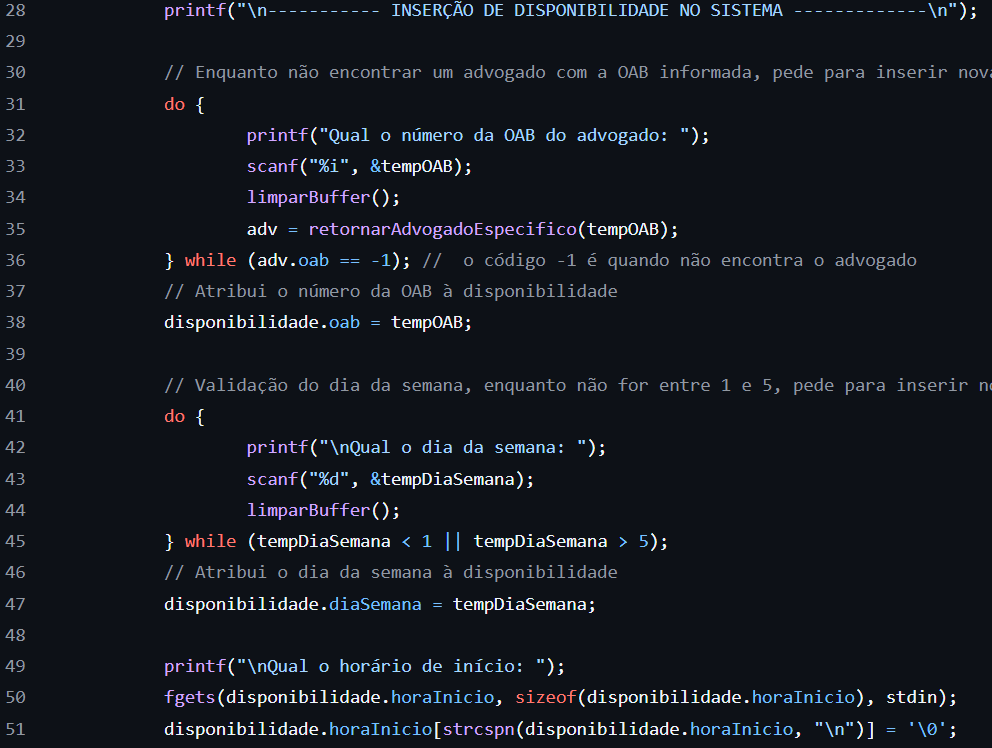 28 printf("\n----------- INSERÇÃO DE DISPONIBILIDADE NO SISTEMA -------------\n");
29
30 // Enquanto não encontrar um advogado com a OAB informada, pede para inserir
31 do {
32 printf("Qual o número da OAB do advogado: ");
33 scanf("%i", &tempOAB);
34 limparBuffer();
35 adv = retornarAdvogadoEspecifico(tempOAB);
36 } while (adv.oab == -1); //  o código -1 é quando não encontra o advogado
37 // Atribui o número da OAB à disponibilidade
38 disponibilidade.oab = tempOAB;
39
40 // Validação do dia da semana, enquanto não for entre 1 e 5, pede para inserir
41 do {
42 printf("\nQual o dia da semana: ");
43 scanf("%d", &tempDiaSemana);
44 limparBuffer();
45 } while (tempDiaSemana < 1 || tempDiaSemana > 5);
46 // Atribui o dia da semana à disponibilidade
47 disponibilidade.diaSemana = tempDiaSemana;
48
49 printf("\nQual o horário de início: ");
50 fgets(disponibilidade.horaInicio, sizeof(disponibilidade.horaInicio), stdin);
51 disponibilidade.horaInicio[strcspn(disponibilidade.horaInicio, "\n")] = '\0';